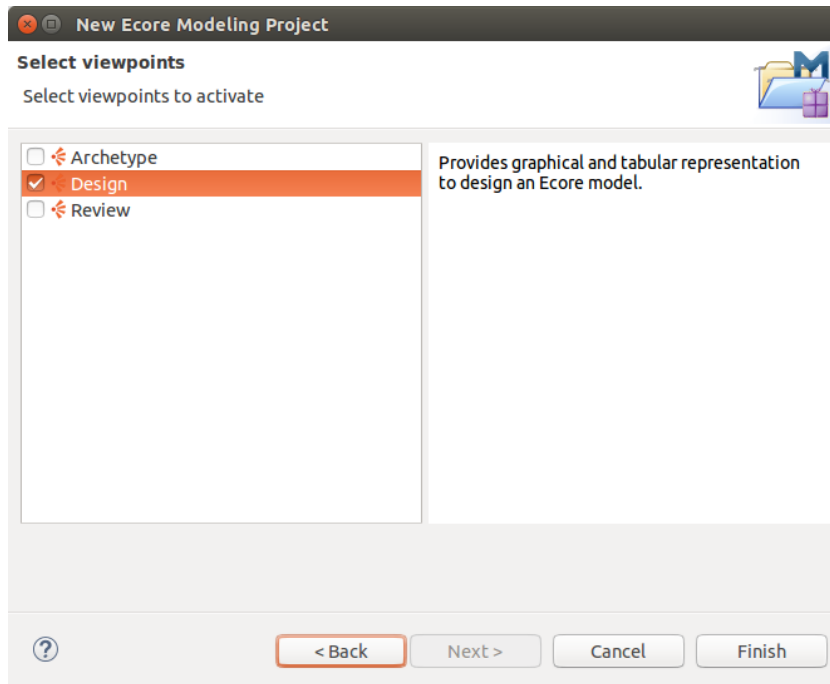 New Ecore Modeling Project
Select viewpoints
Select viewpoints to activate
Archetype
Design
Review
Provides graphical and tabular representation
to design an Ecore model.
?
< Back
Next >
Cancel
Finish